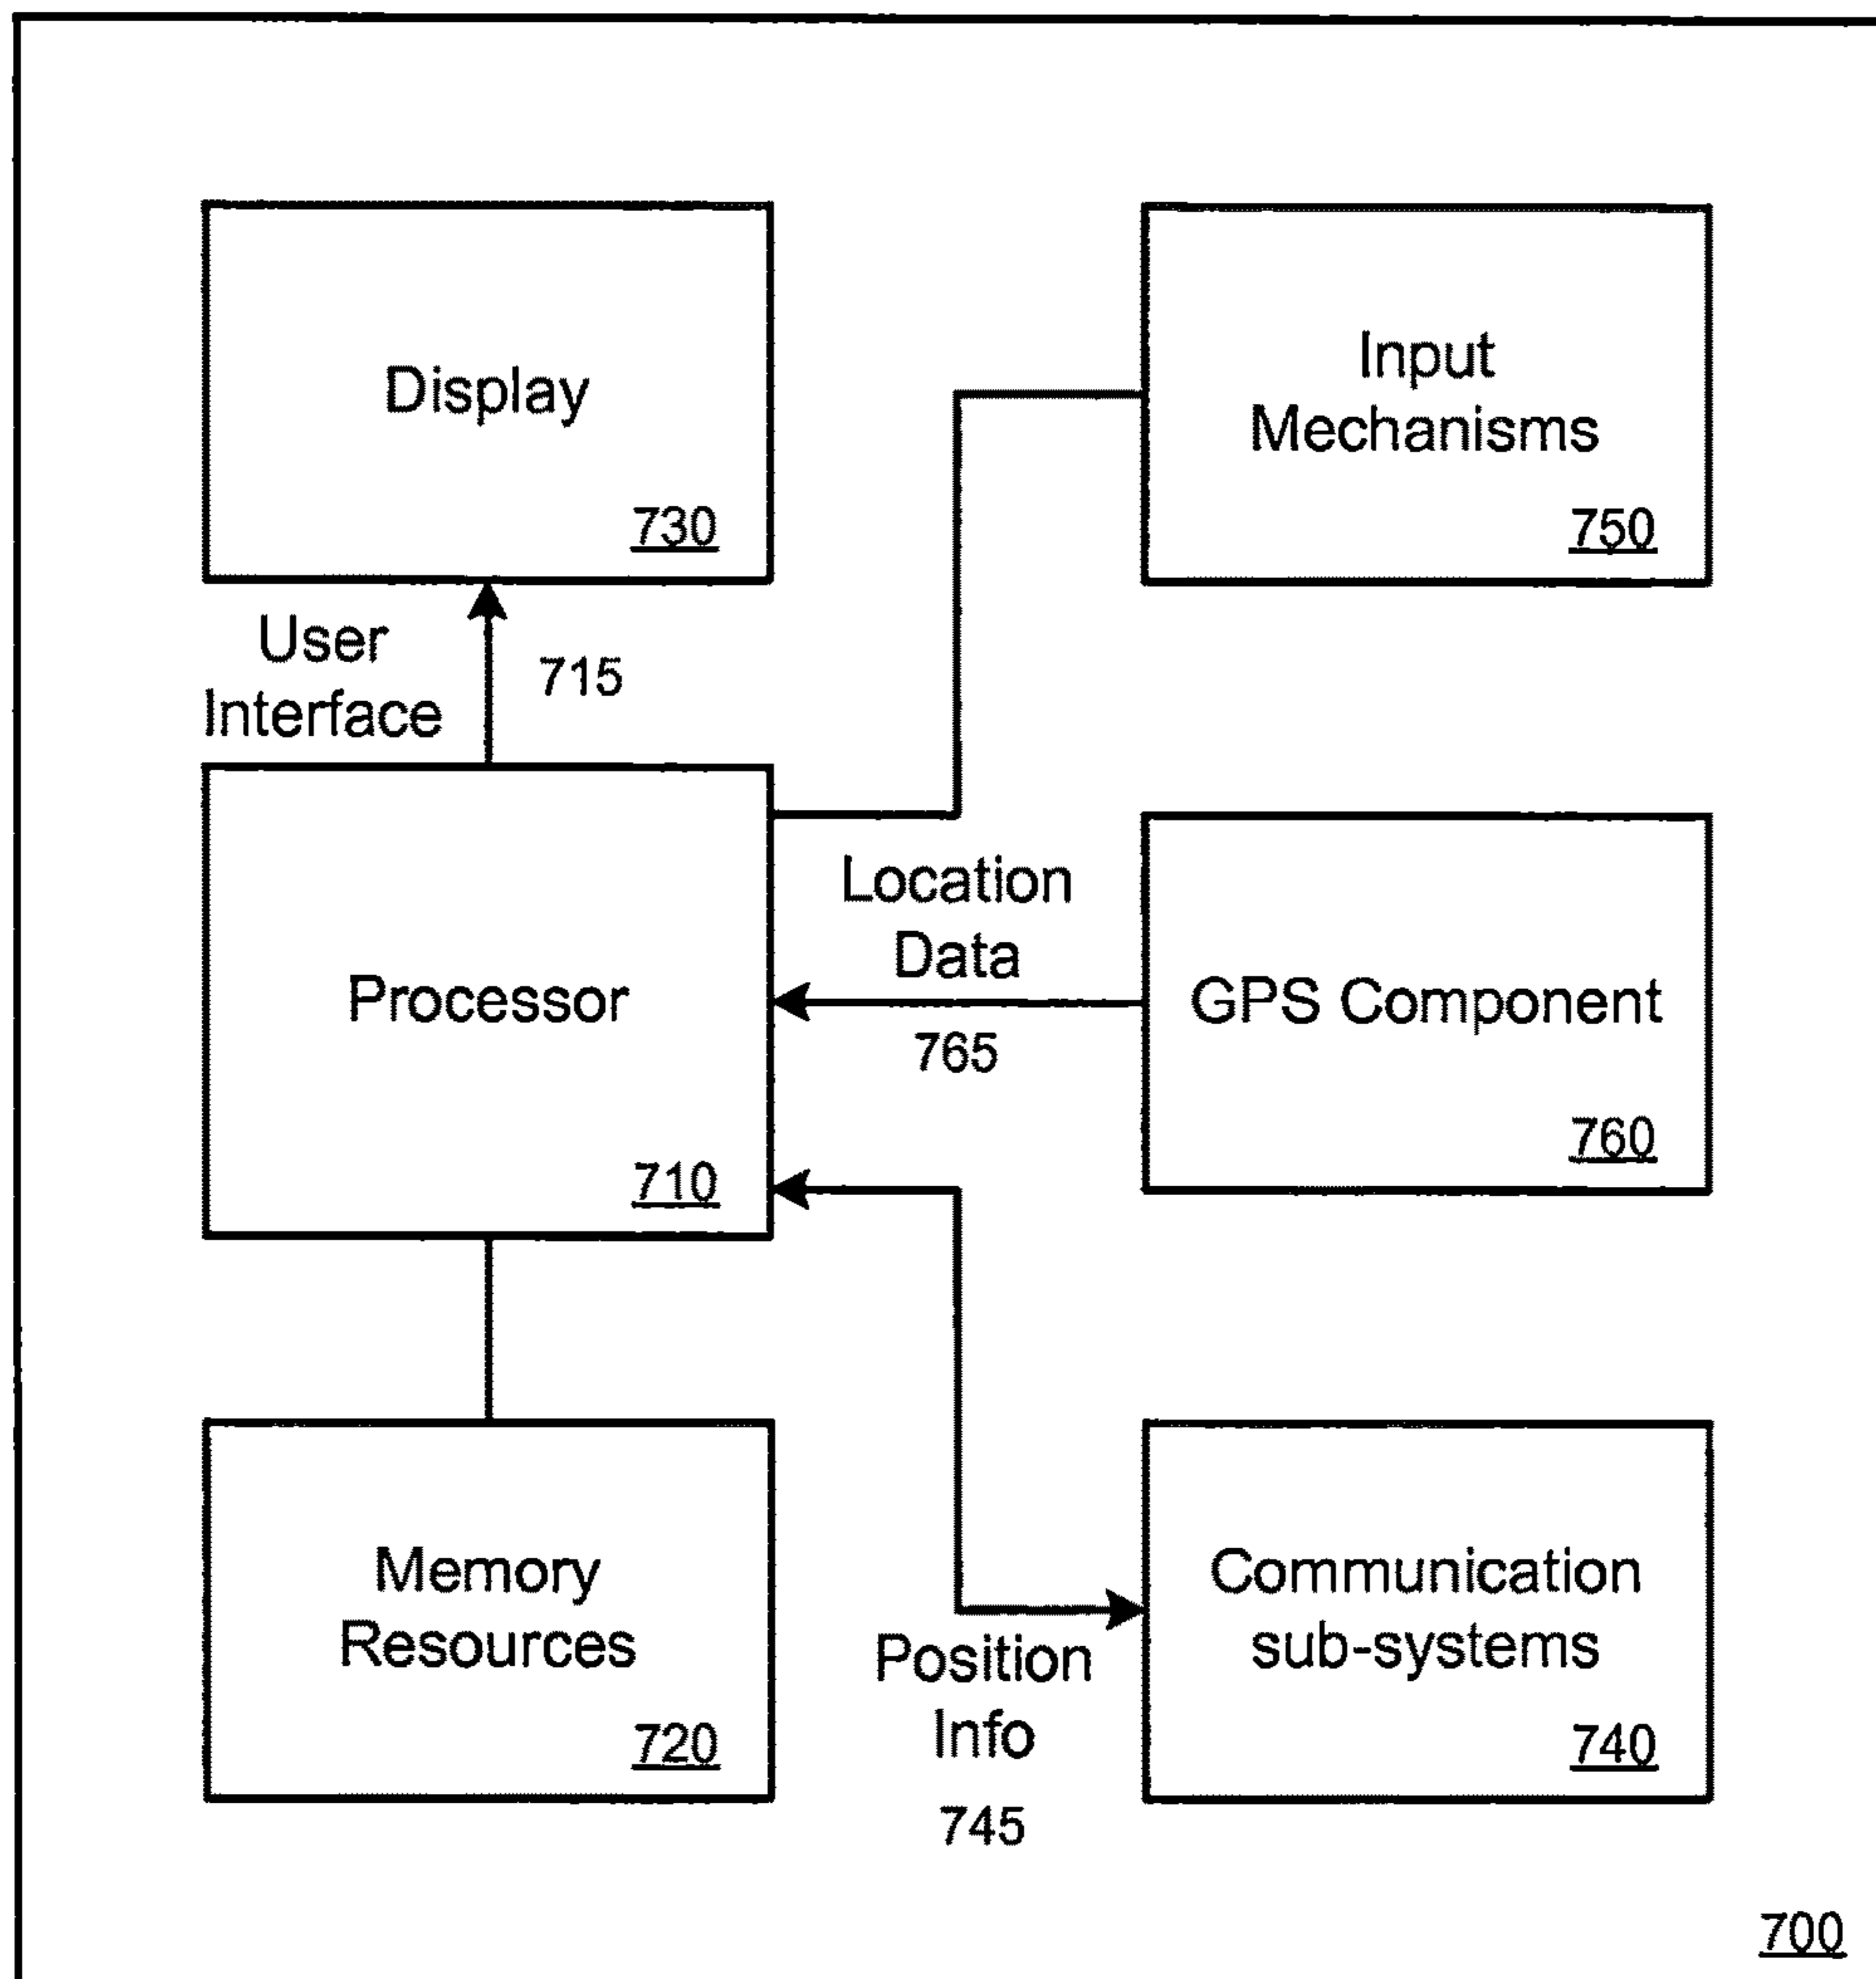 Display
730
Input
Mechanisms
750
User
Interface
715
Processor
710
Location
Data
765
GPS Component
760
Memory
Resources
720
Position
Info
745
Communication
sub-systems
740
700